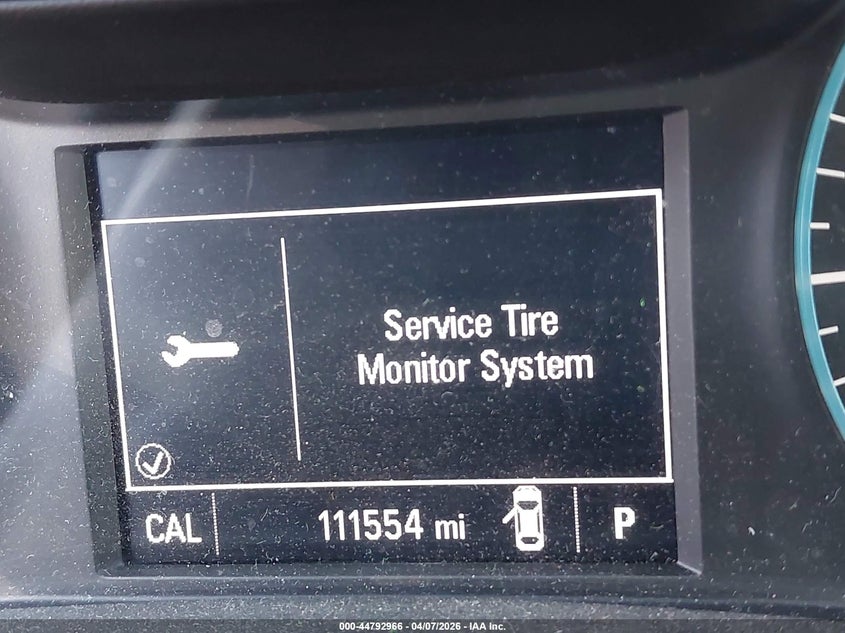 Service Tire
Monitor System
CAL
111554 mi
P
000-44792966 - 04/07/2026 - IAA Inc.